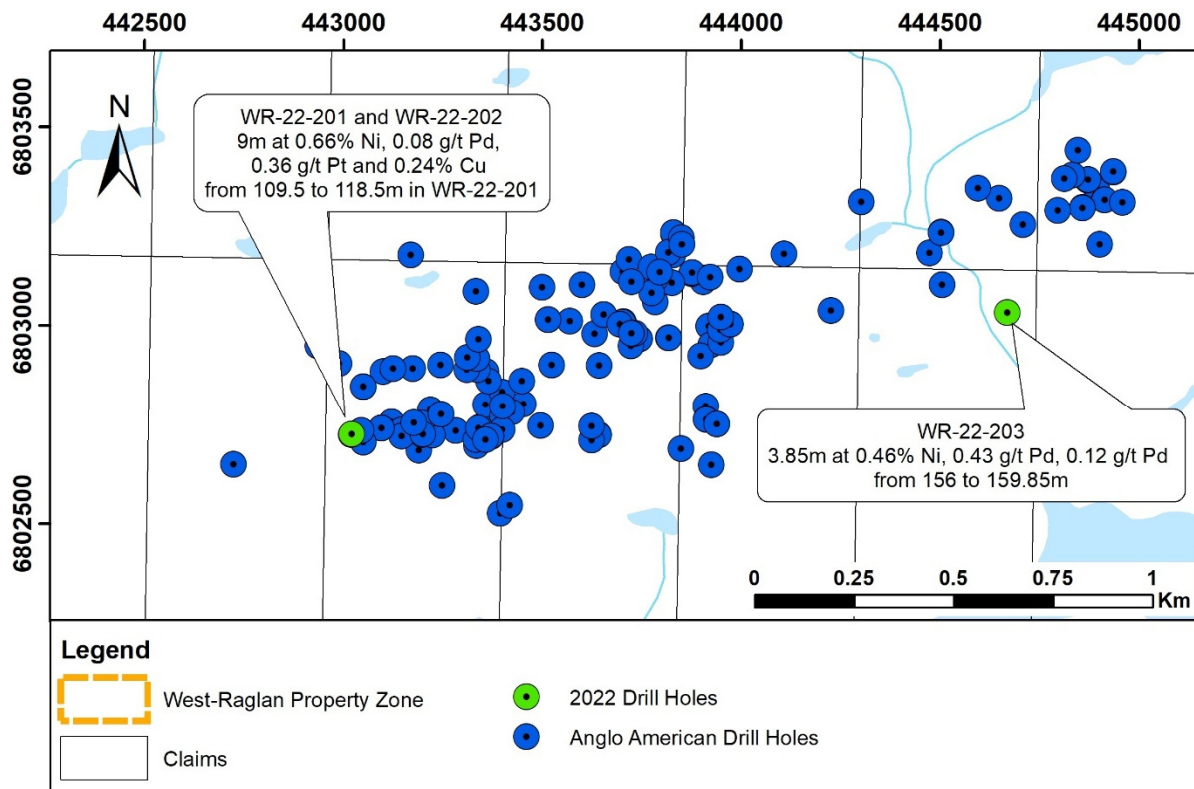 442500 443000 443500 444000 444500 445000
6803500
6803000
6802500
N
WR-22-201 and WR-22-202
9m at 0.66% Ni, 0.08 g/t Pd,
0.36 g/t Pt and 0.24% Cu
from 109.5 to 118.5m in WR-22-201
WR-22-203
3.85m at 0.46% Ni, 0.43 g/t Pd, 0.12 g/t Pd
from 156 to 159.85m
0 0.25 0.5 0.75 1
Km
Legend
West-Raglan Property Zone
Claims
2022 Drill Holes
Anglo American Drill Holes